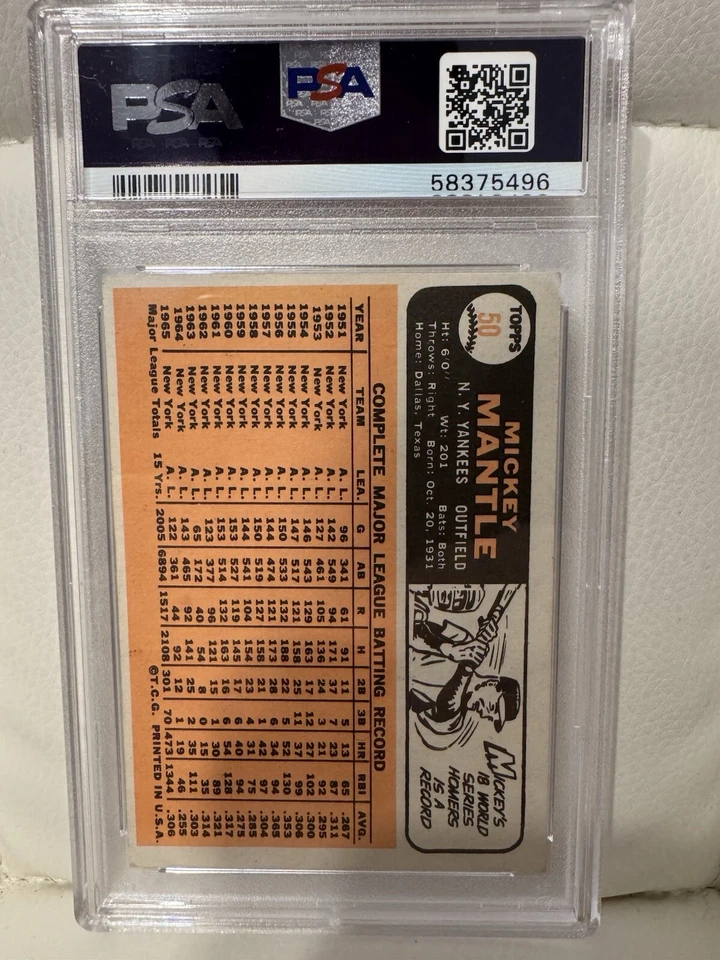 PSA
PSA
PSA PSA PSA
58375496
TOPPS
50
MICKEY
MANTLE
N. Y. YANKEES OUTFIELD
Ht: 6'0" Wt: 201 Bats: Both
Throws: Right Born: Oct. 20, 1931
Home: Dallas, Texas
MICKEY'S
18 WORLD
SERIES
HOMERS
IS A
RECORD
COMPLETE MAJOR LEAGUE BATTING RECORD
YEAR TEAM LEA. G AB R H 2B 3B HR RBI AVG.
1951 New York A. L. 96 341 61 91 11 5 13 65 .267
1952 New York A. L. 142 549 94 171 37 7 23 87 .311
1953 New York A. L. 127 461 105 136 24 3 21 92 .295
1954 New York A. L. 146 543 129 163 17 12 27 102 .300
1955 New York A. L. 147 517 121 158 25 11 37 99 .306
1956 New York A. L. 150 533 132 188 22 5 52 130 .353
1957 New York A. L. 144 474 121 173 28 6 34 94 .365
1958 New York A. L. 150 519 127 158 21 1 42 97 .304
1959 New York A. L. 144 541 104 154 23 4 31 75 .285
1960 New York A. L. 153 527 119 145 17 6 40 94 .275
1961 New York A. L. 153 514 132 163 16 6 54 128 .317
1962 New York A. L. 123 377 96 121 15 1 30 89 .321
1963 New York A. L. 65 172 40 54 8 0 15 35 .314
1964 New York A. L. 143 465 92 141 25 2 35 111 .303
1965 New York A. L. 122 361 44 92 12 1 19 46 .255
Major League Totals 15 Yrs. 2005 6894 1517 2108 301 70 473 1344 .306
©T.C.G. PRINTED IN U.S.A.